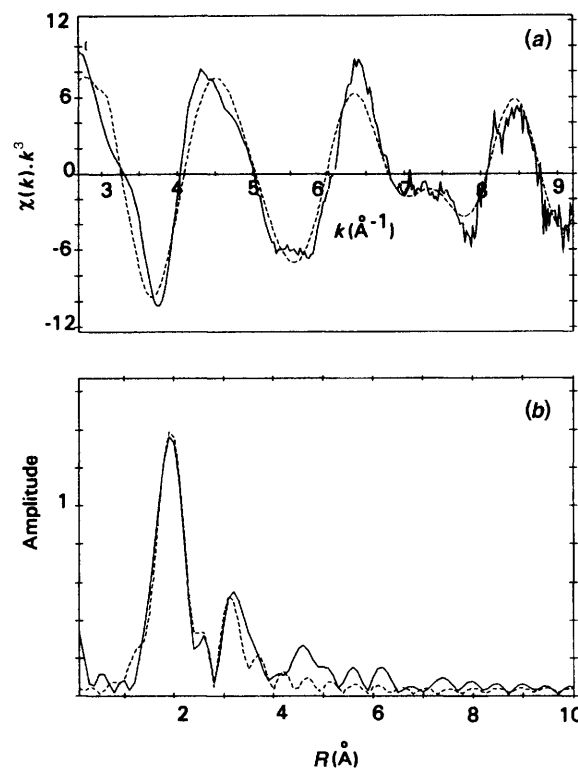 12
(a)
6
χ(k).k³
0
3 4 5 6 7 8 9
k(Å⁻¹)
-6
-12
(b)
Amplitude
1
2 4 6 8 10
R(Å)